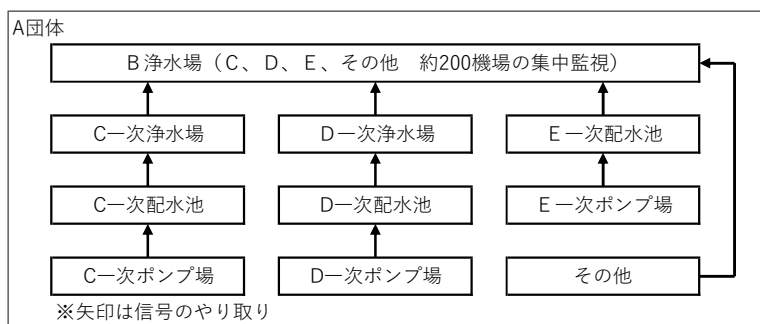 A団体
B浄水場（C、D、E、その他　約200機場の集中監視）
C一次浄水場
D一次浄水場
E一次配水池
C一次配水池
D一次配水池
E一次ポンプ場
C一次ポンプ場
D一次ポンプ場
その他
※矢印は信号のやり取り